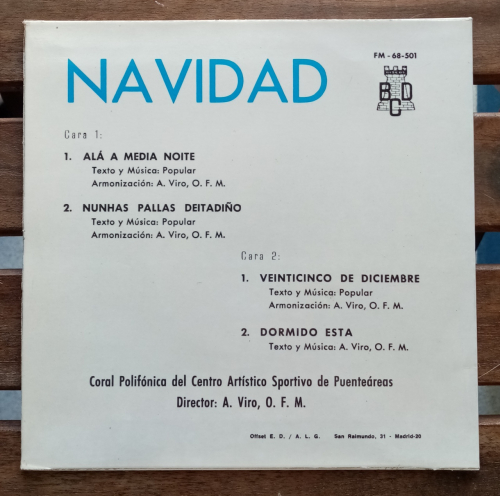 FM - 68-501
NAVIDAD
B C D
Cara 1:
1. ALÁ A MEDIA NOITE
Texto y Música: Popular
Armonización: A. Viro, O. F. M.
2. NUNHAS PALLAS DEITADIÑO
Texto y Música: Popular
Armonización: A. Viro, O. F. M.
Cara 2:
1. VEINTICINCO DE DICIEMBRE
Texto y Música: Popular
Armonización: A. Viro, O. F. M.
2. DORMIDO ESTA
Texto y Música: A. Viro, O. F. M.
Coral Polifónica del Centro Artístico Sportivo de Puenteáreas
Director: A. Viro, O. F. M.
Offset E. D. / A. L. G. San Raimundo, 21 - Madrid-20